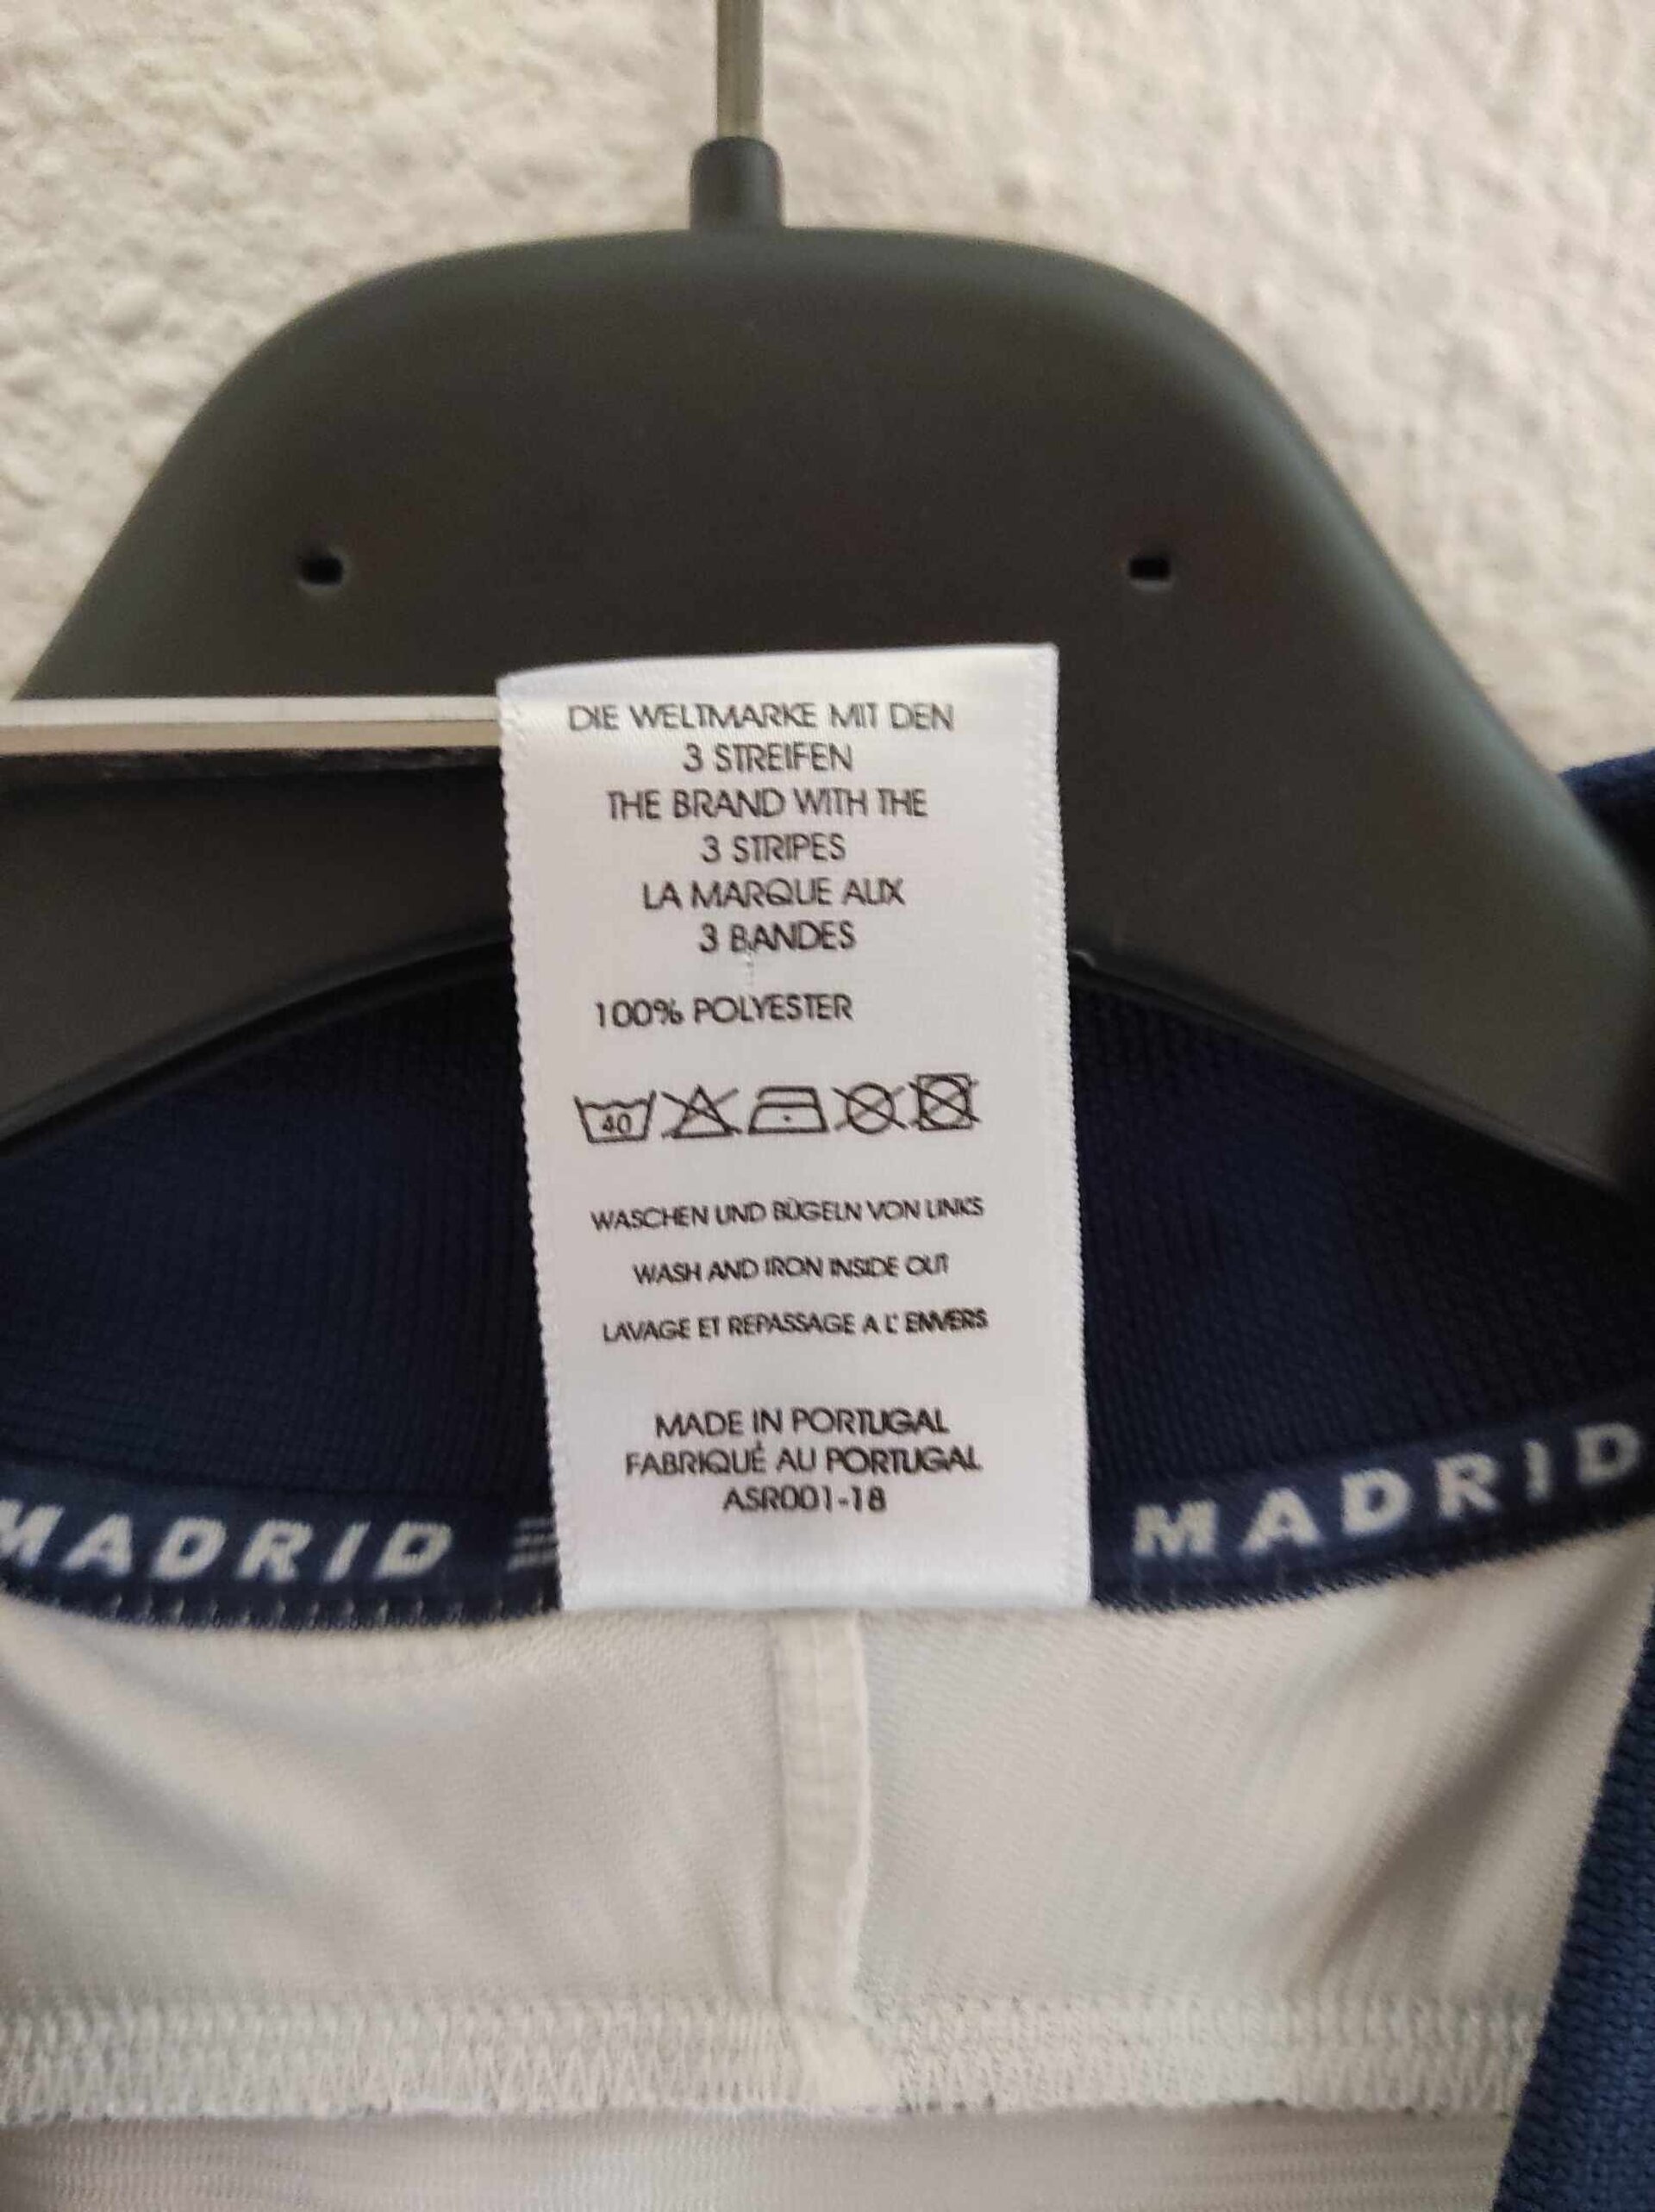 DIE WELTMARKE MIT DEN
3 STREIFEN
THE BRAND WITH THE
3 STRIPES
LA MARQUE AUX
3 BANDES
100% POLYESTER
40
WASCHEN UND BÜGELN VON LINKS
WASH AND IRON INSIDE OUT
LAVAGE ET REPASSAGE A L' ENVERS
MADE IN PORTUGAL
FABRIQUÉ AU PORTUGAL
ASR001-18
MADRID
MADRID